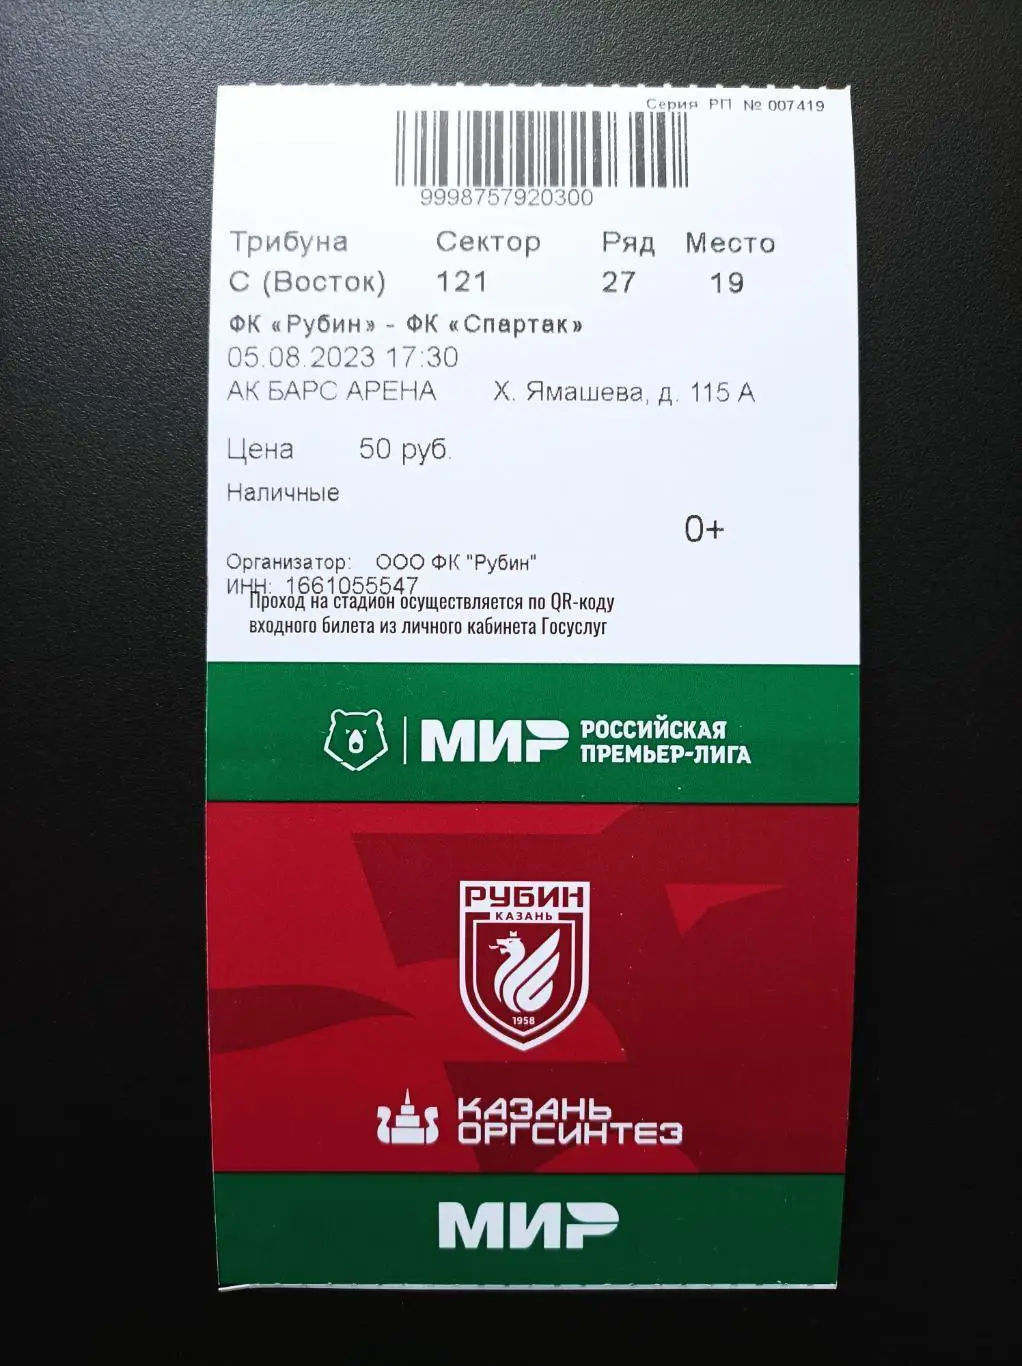 Серия РП № 007419
9998757920300
Трибуна Сектор Ряд Место
С (Восток) 121 27 19
ФК «Рубин» - ФК «Спартак»
05.08.2023 17:30
АК БАРС АРЕНА Х. Ямашева, д. 115 А
Цена 50 руб.
Наличные
0+
Организатор: ООО ФК "Рубин"
ИНН: 1661055547
Проход на стадион осуществляется по QR-коду
входного билета из личного кабинета Госуслуг
МИР РОССИЙСКАЯ
ПРЕМЬЕР-ЛИГА
РУБИН
КАЗАНЬ
1958
КАЗАНЬ
ОРГСИНТЕЗ
МИР